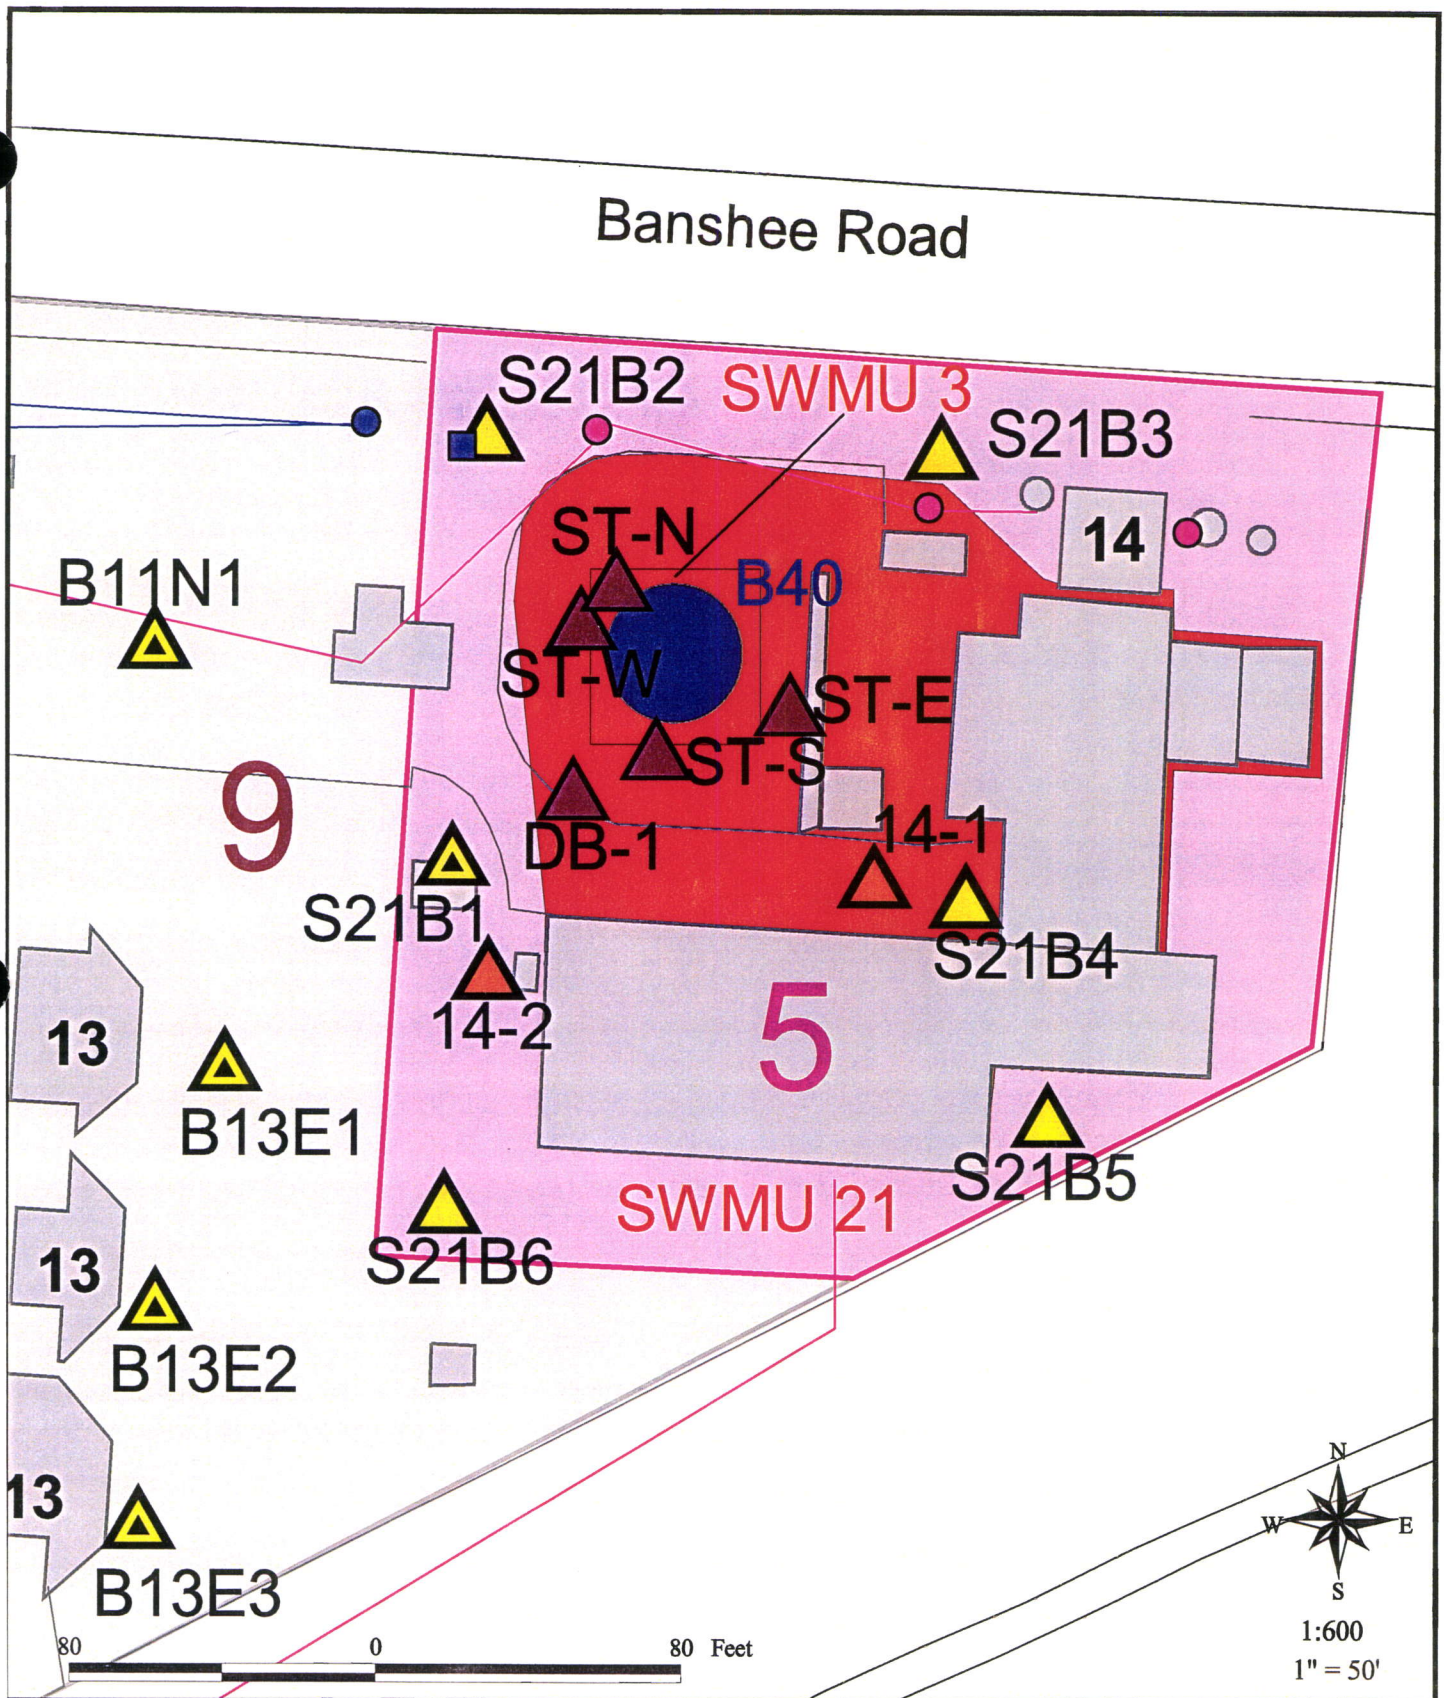 Banshee Road
S21B2
SWMU 3
S21B3
ST-N
14
B11N1
B40
ST-W
ST-E
ST-S
9
14-1
DB-1
S21B1
S21B4
14-2
5
13
B13E1
S21B5
SWMU 21
S21B6
13
B13E2
N
13
W
E
B13E3
S
80
0
80 Feet
1:600
1" = 50'